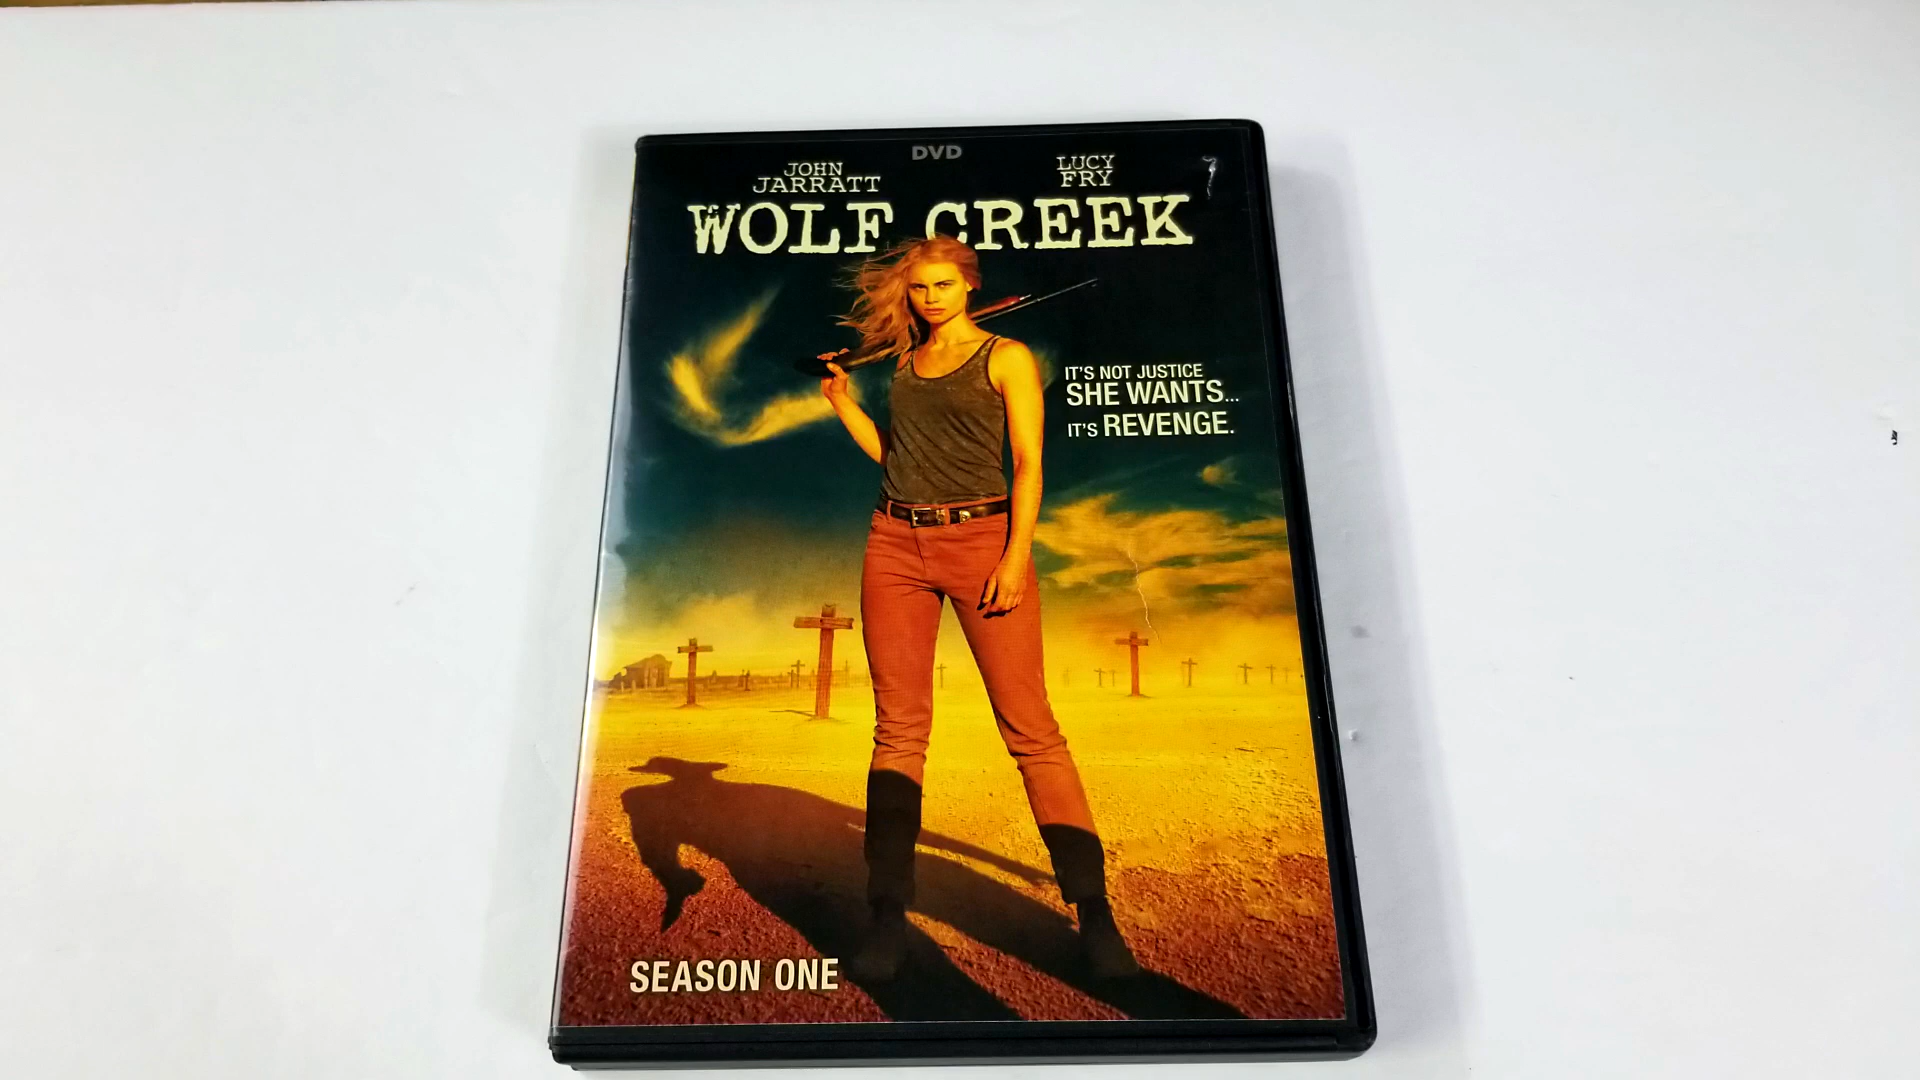 DVD
JOHN
JARRATT
LUCY
FRY
WOLF CREEK
IT'S NOT JUSTICE
SHE WANTS...
IT'S REVENGE.
SEASON ONE